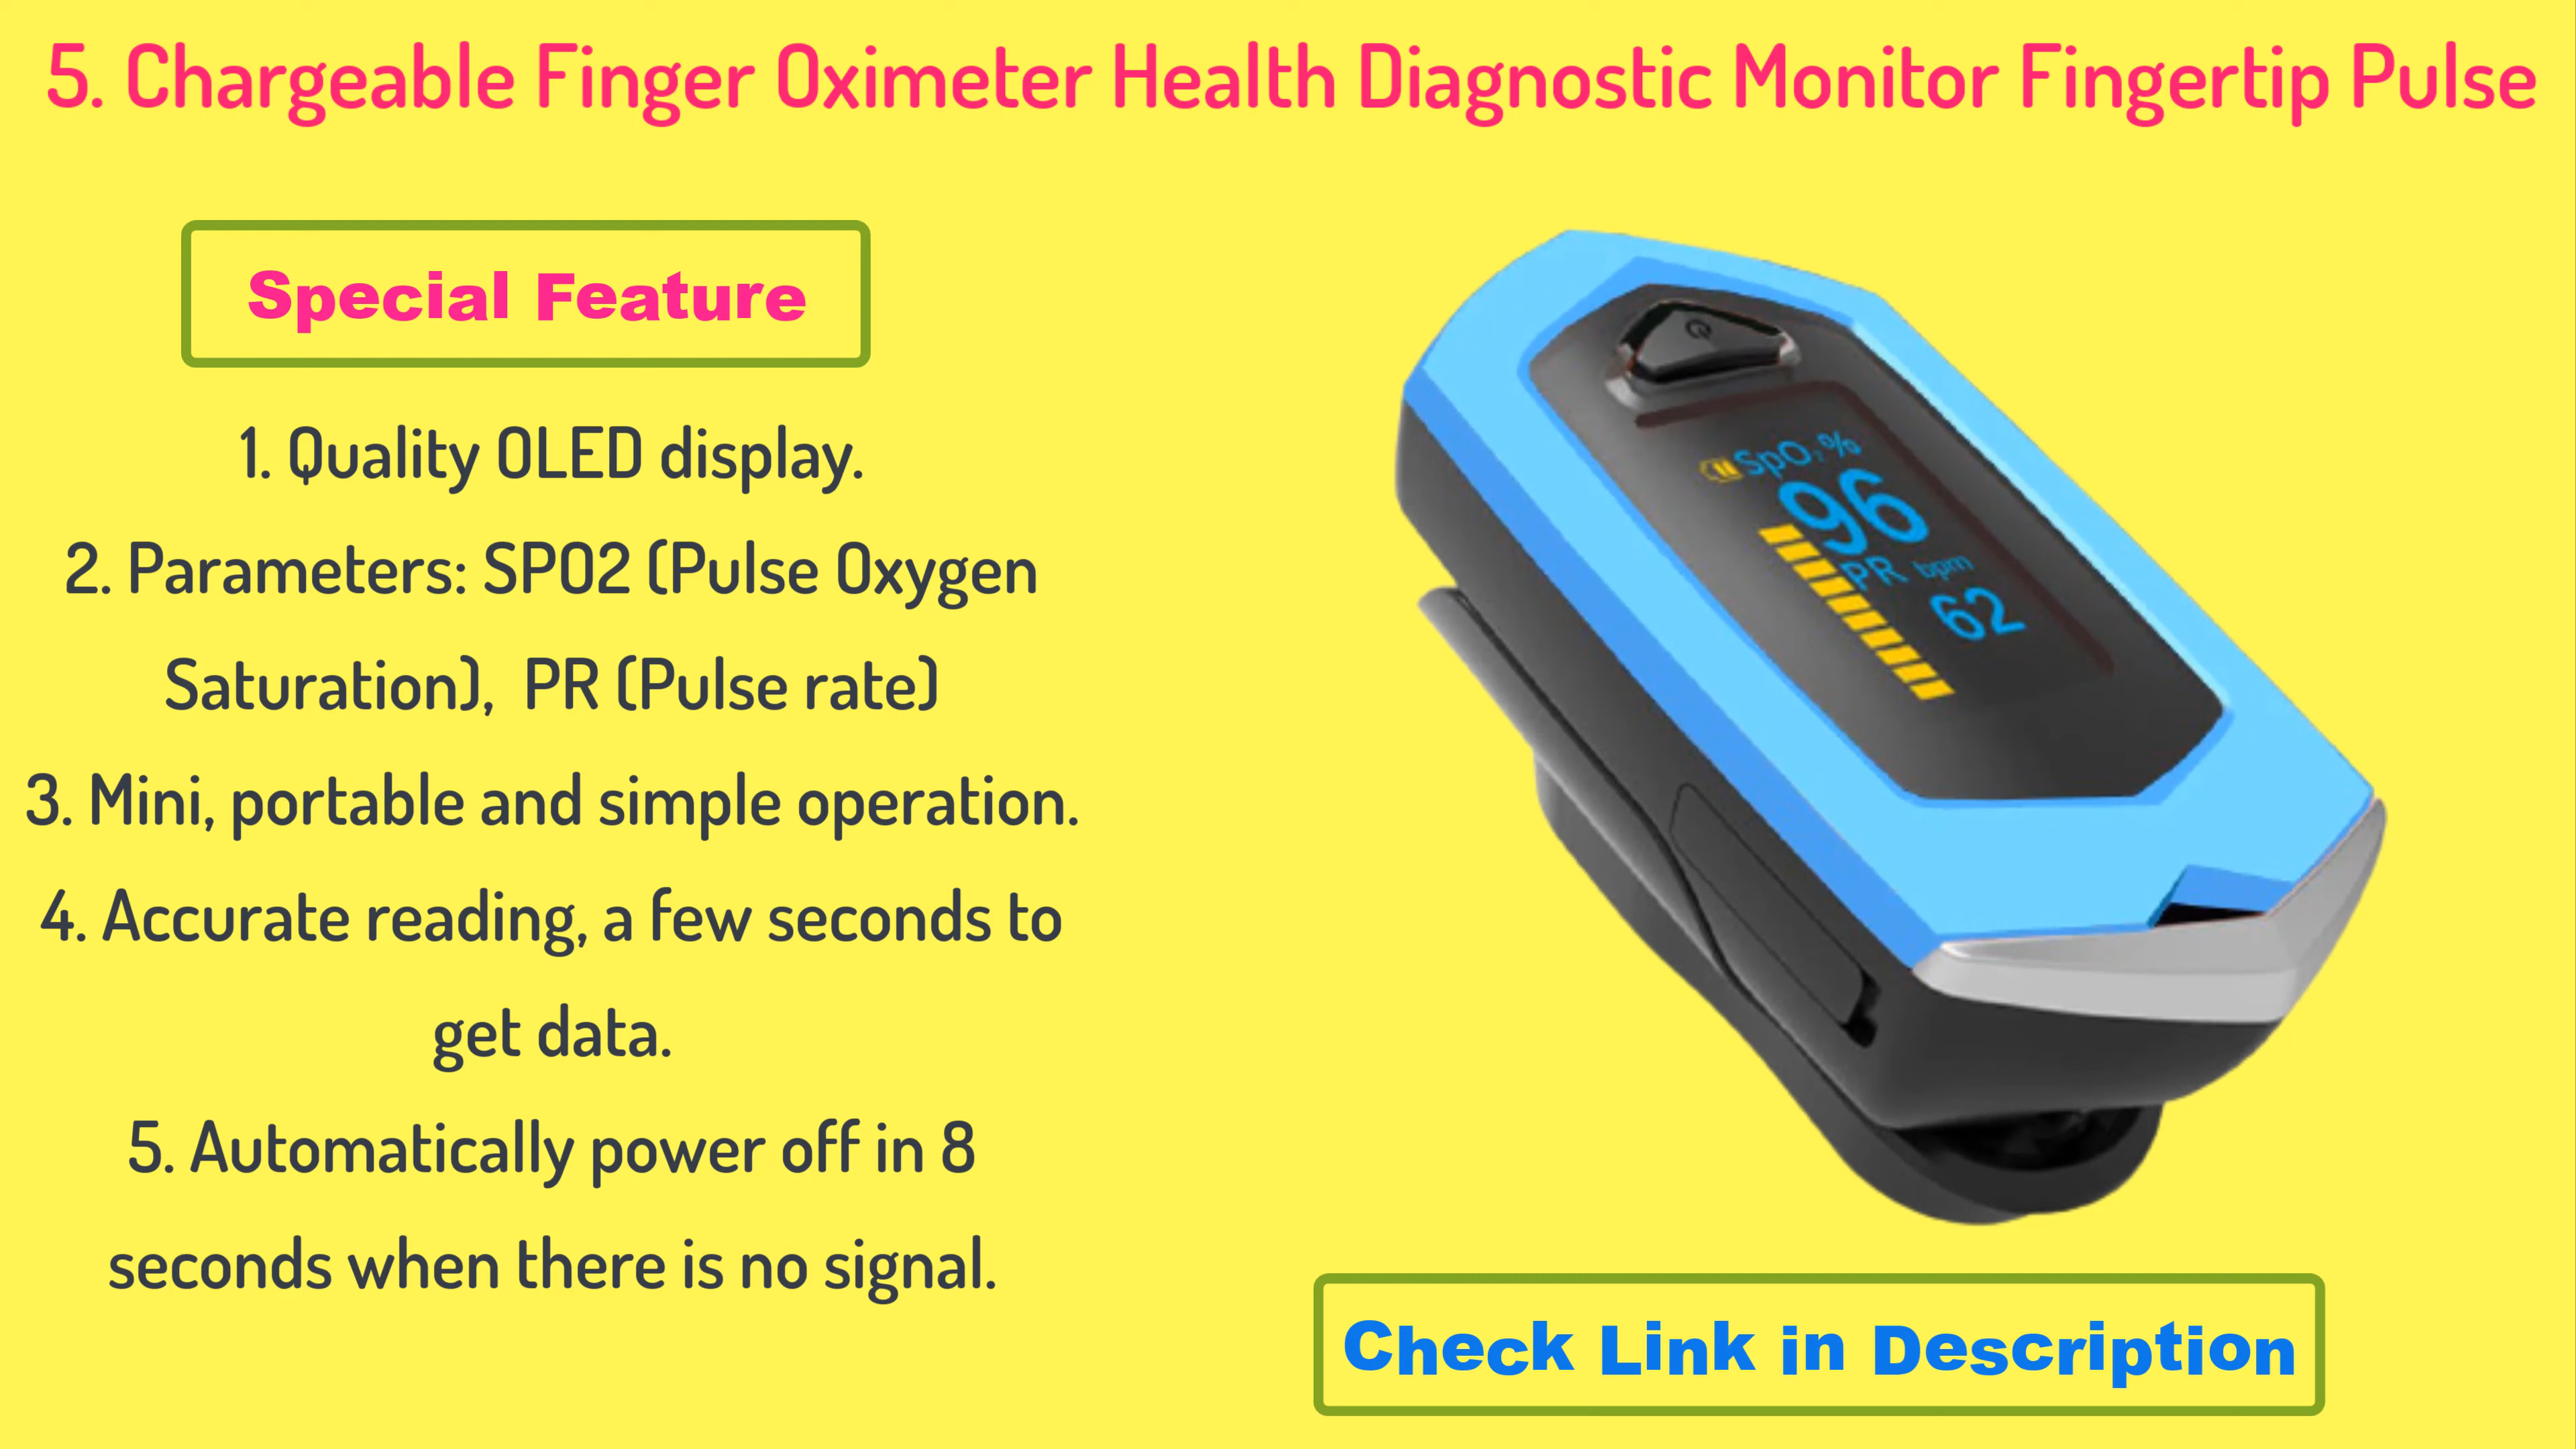 5. Chargeable Finger Oximeter Health Diagnostic Monitor Fingertip Pulse
Special Feature
1. Quality OLED display.
2. Parameters: SPO2 (Pulse Oxygen
Saturation),  PR (Pulse rate)
3. Mini, portable and simple operation.
4. Accurate reading, a few seconds to
get data.
5. Automatically power off in 8
seconds when there is no signal.
SpO₂%
96
PR bpm
62
Check Link in Description